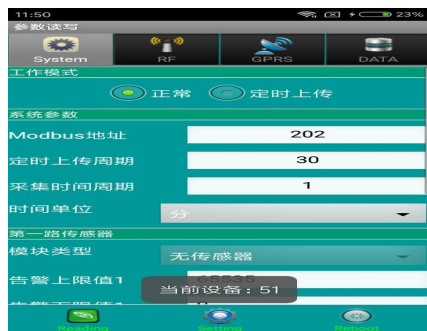 11:50 23%
参数读写
System RF GPRS DATA
工作模式
正常 定时上传
系统参数
Modbus地址 202
定时上传周期 30
采集时间周期 1
时间单位 分
第一路传感器
模块类型 无传感器
告警上限值1 65535
当前设备: 51
Reading Setting Reboot